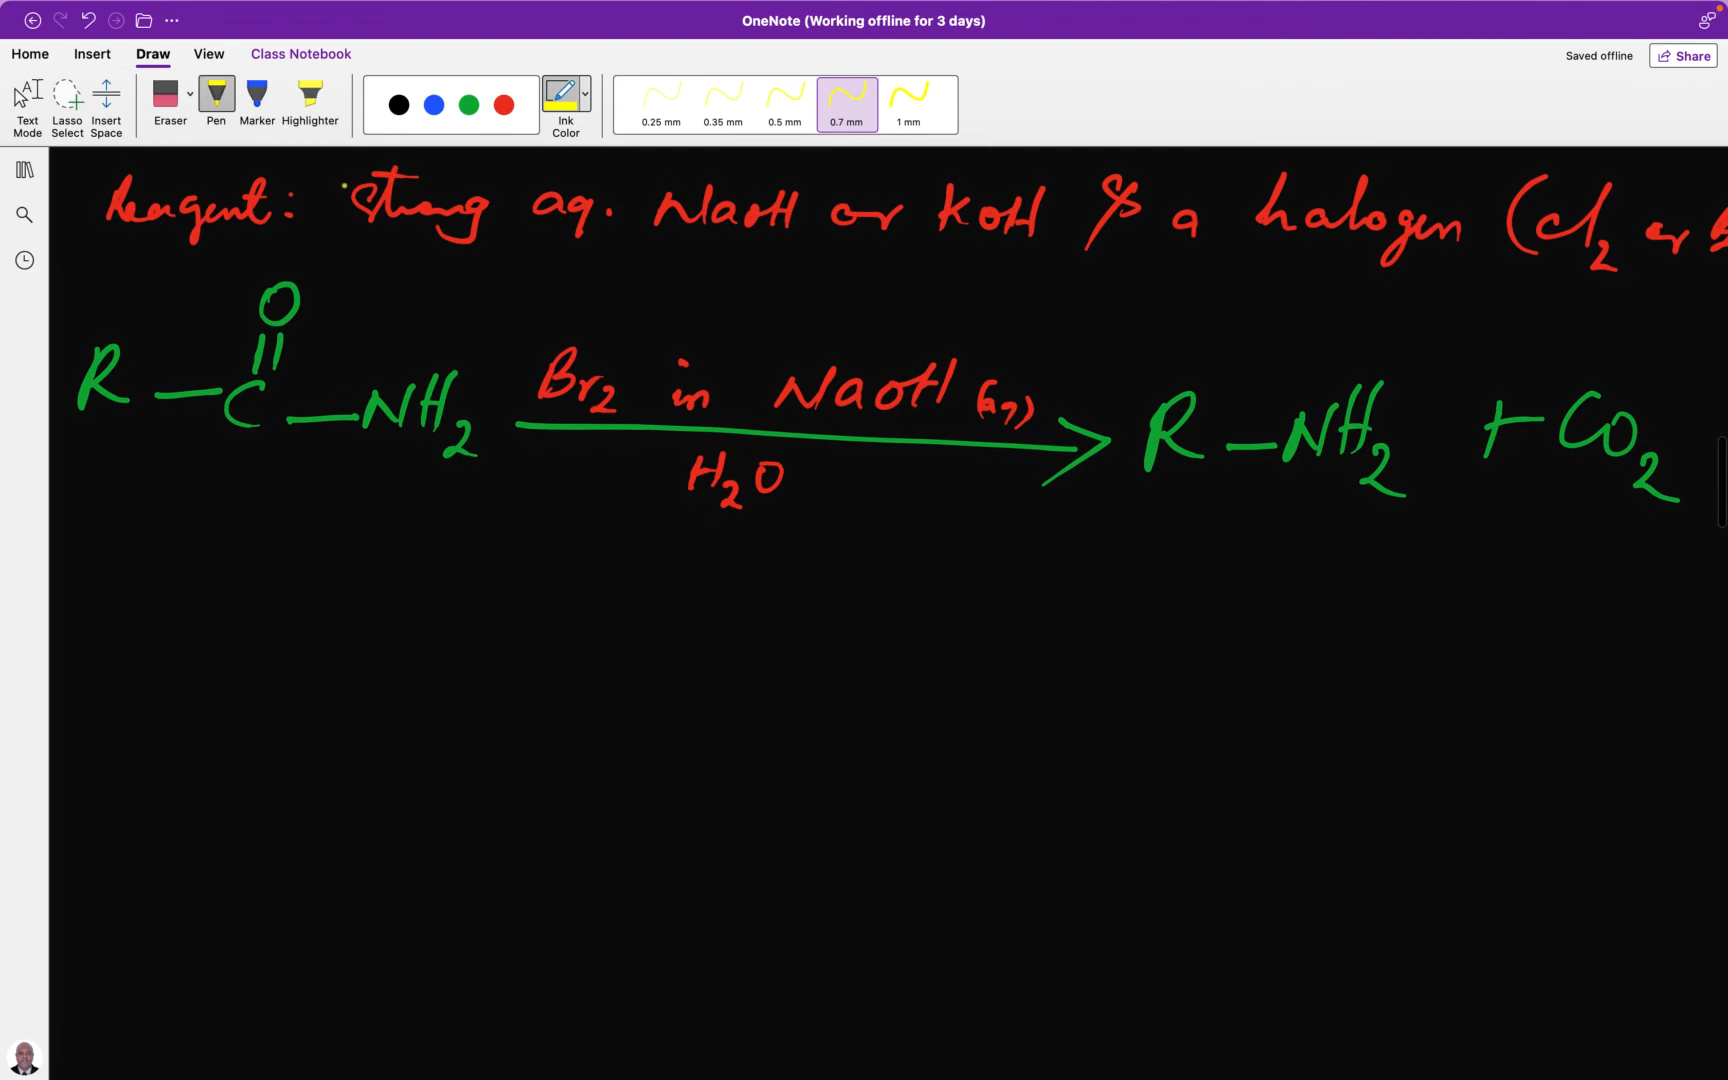 OneNote (Working offline for 3 days)
Home Insert Draw View Class Notebook
Saved offline Share
Text Mode Lasso Select Insert Space Eraser Pen Marker Highlighter Ink Color 0.25 mm 0.35 mm 0.5 mm 0.7 mm 1 mm
Reagent: Strong aq. NaOH or KOH & a halogen (Cl2 or
O
R — C — NH2 Br2 in NaOH (aq) R — NH2 + CO2
H2O